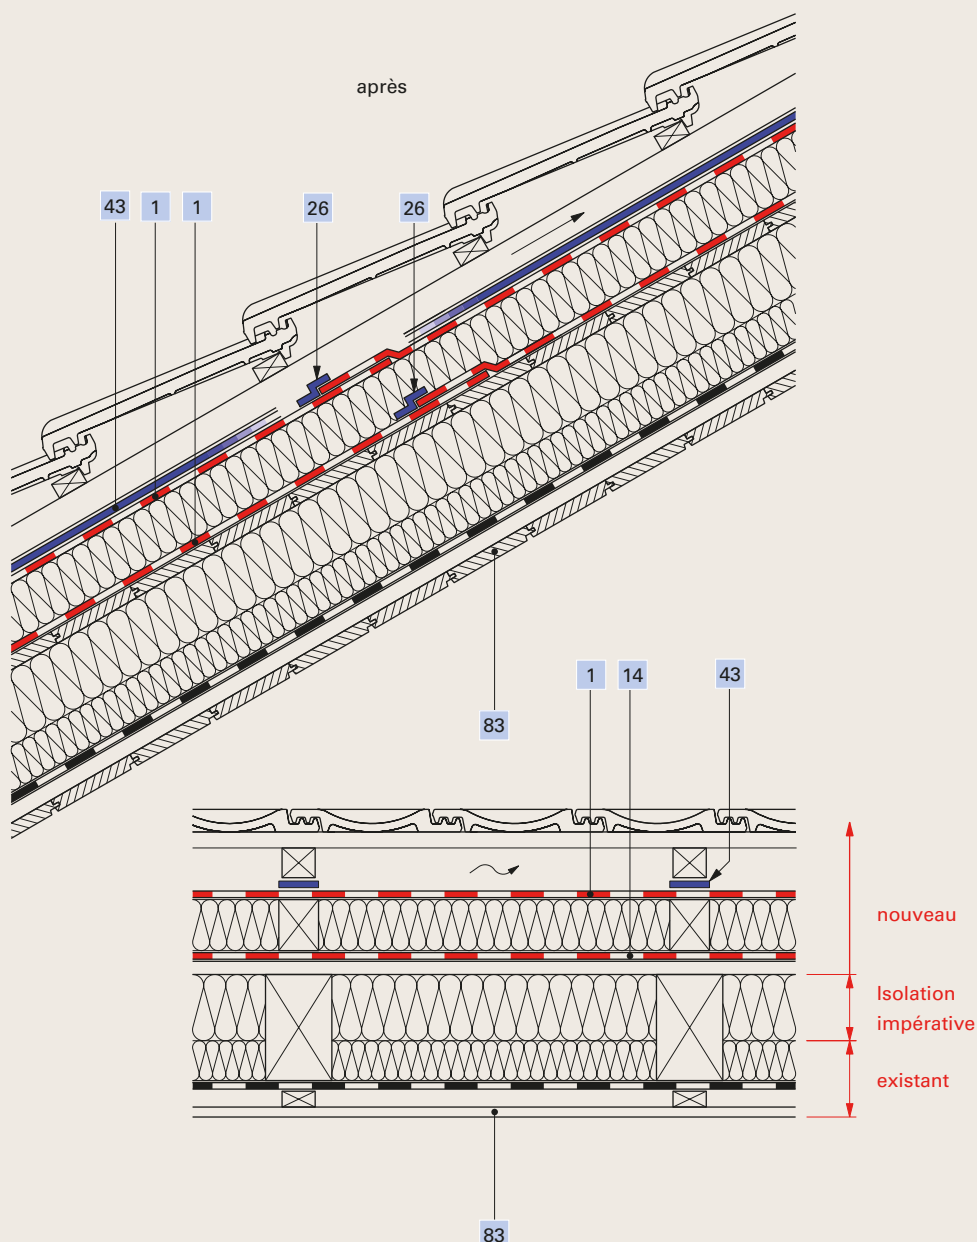 après
43 1 1 26 26
83
1 14 43
nouveau
Isolation
impérative
existant
83